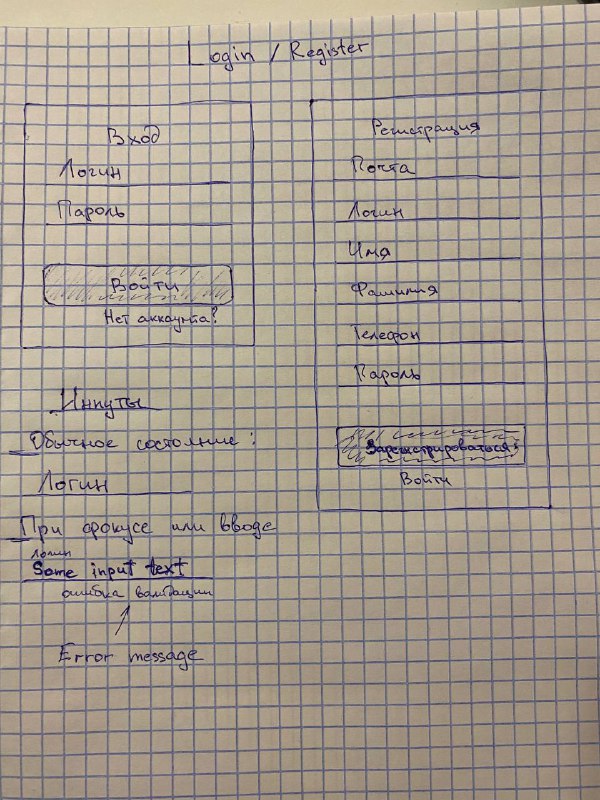 Login / Register
Вход
Логин
Пароль
Войти
Нет аккаунта?
Регистрация
Почта
Логин
Имя
Фамилия
Телефон
Пароль
Зарегистрироваться
Войти
Инпуты
Обычное состояние:
Логин
При фокусе или вводе
логин
Some input text
ошибка валидации
Error message